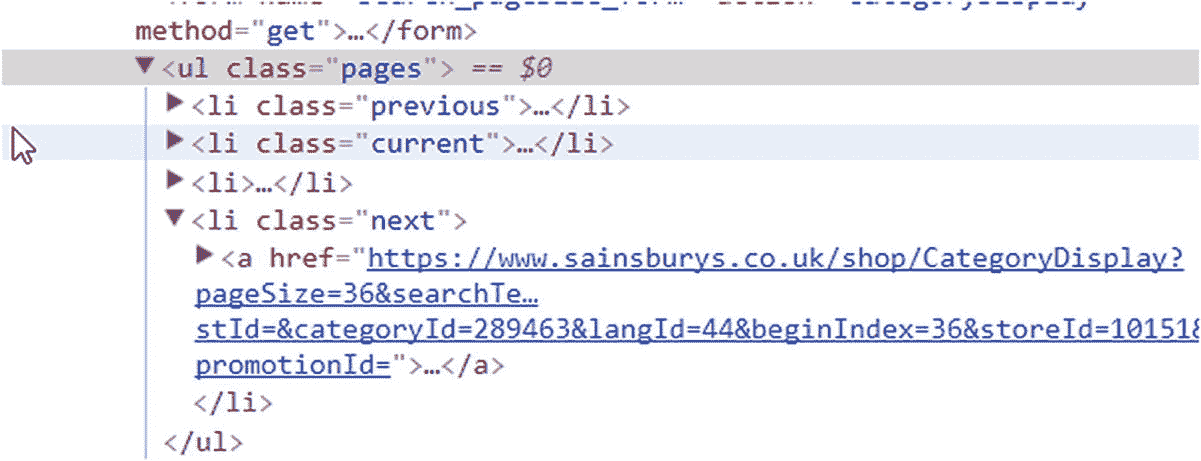 method="get">…</form>
<ul class="pages"> == $0
<li class="previous">…</li>
<li class="current">…</li>
<li>…</li>
<li class="next">
<a href="https://www.sainsburys.co.uk/shop/CategoryDisplay?
pageSize=36&searchTe…
stId=&categoryId=289463&langId=44&beginIndex=36&storeId=10151&
promotionId=">…</a>
</li>
</ul>